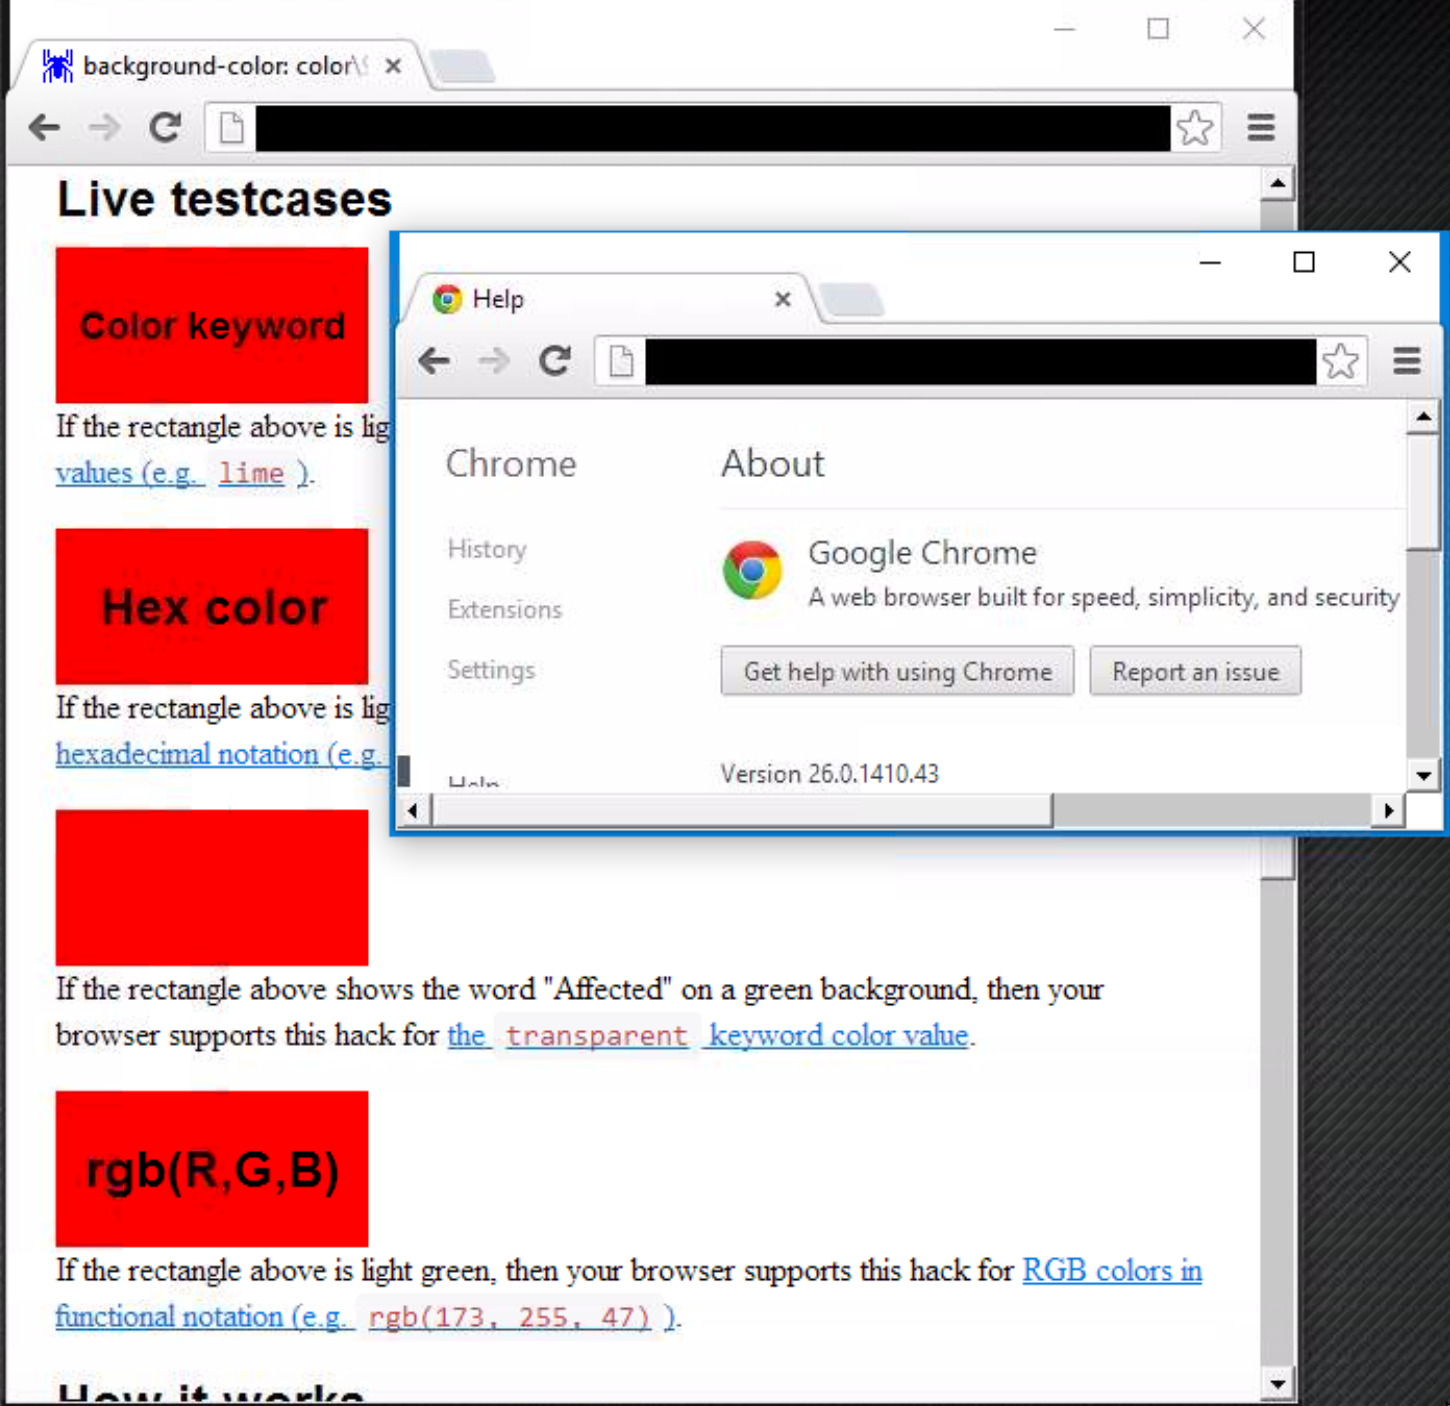 background-color: color\
Live testcases
Color keyword
If the rectangle above is lig
values (e.g. lime ).
Hex color
If the rectangle above is lig
hexadecimal notation (e.g.
If the rectangle above shows the word "Affected" on a green background, then your
browser supports this hack for the transparent keyword color value.
rgb(R,G,B)
If the rectangle above is light green, then your browser supports this hack for RGB colors in
functional notation (e.g. rgb(173, 255, 47) ).
How it works
Help
Chrome
History
Extensions
Settings
Help
About
Google Chrome
A web browser built for speed, simplicity, and security
Get help with using Chrome
Report an issue
Version 26.0.1410.43